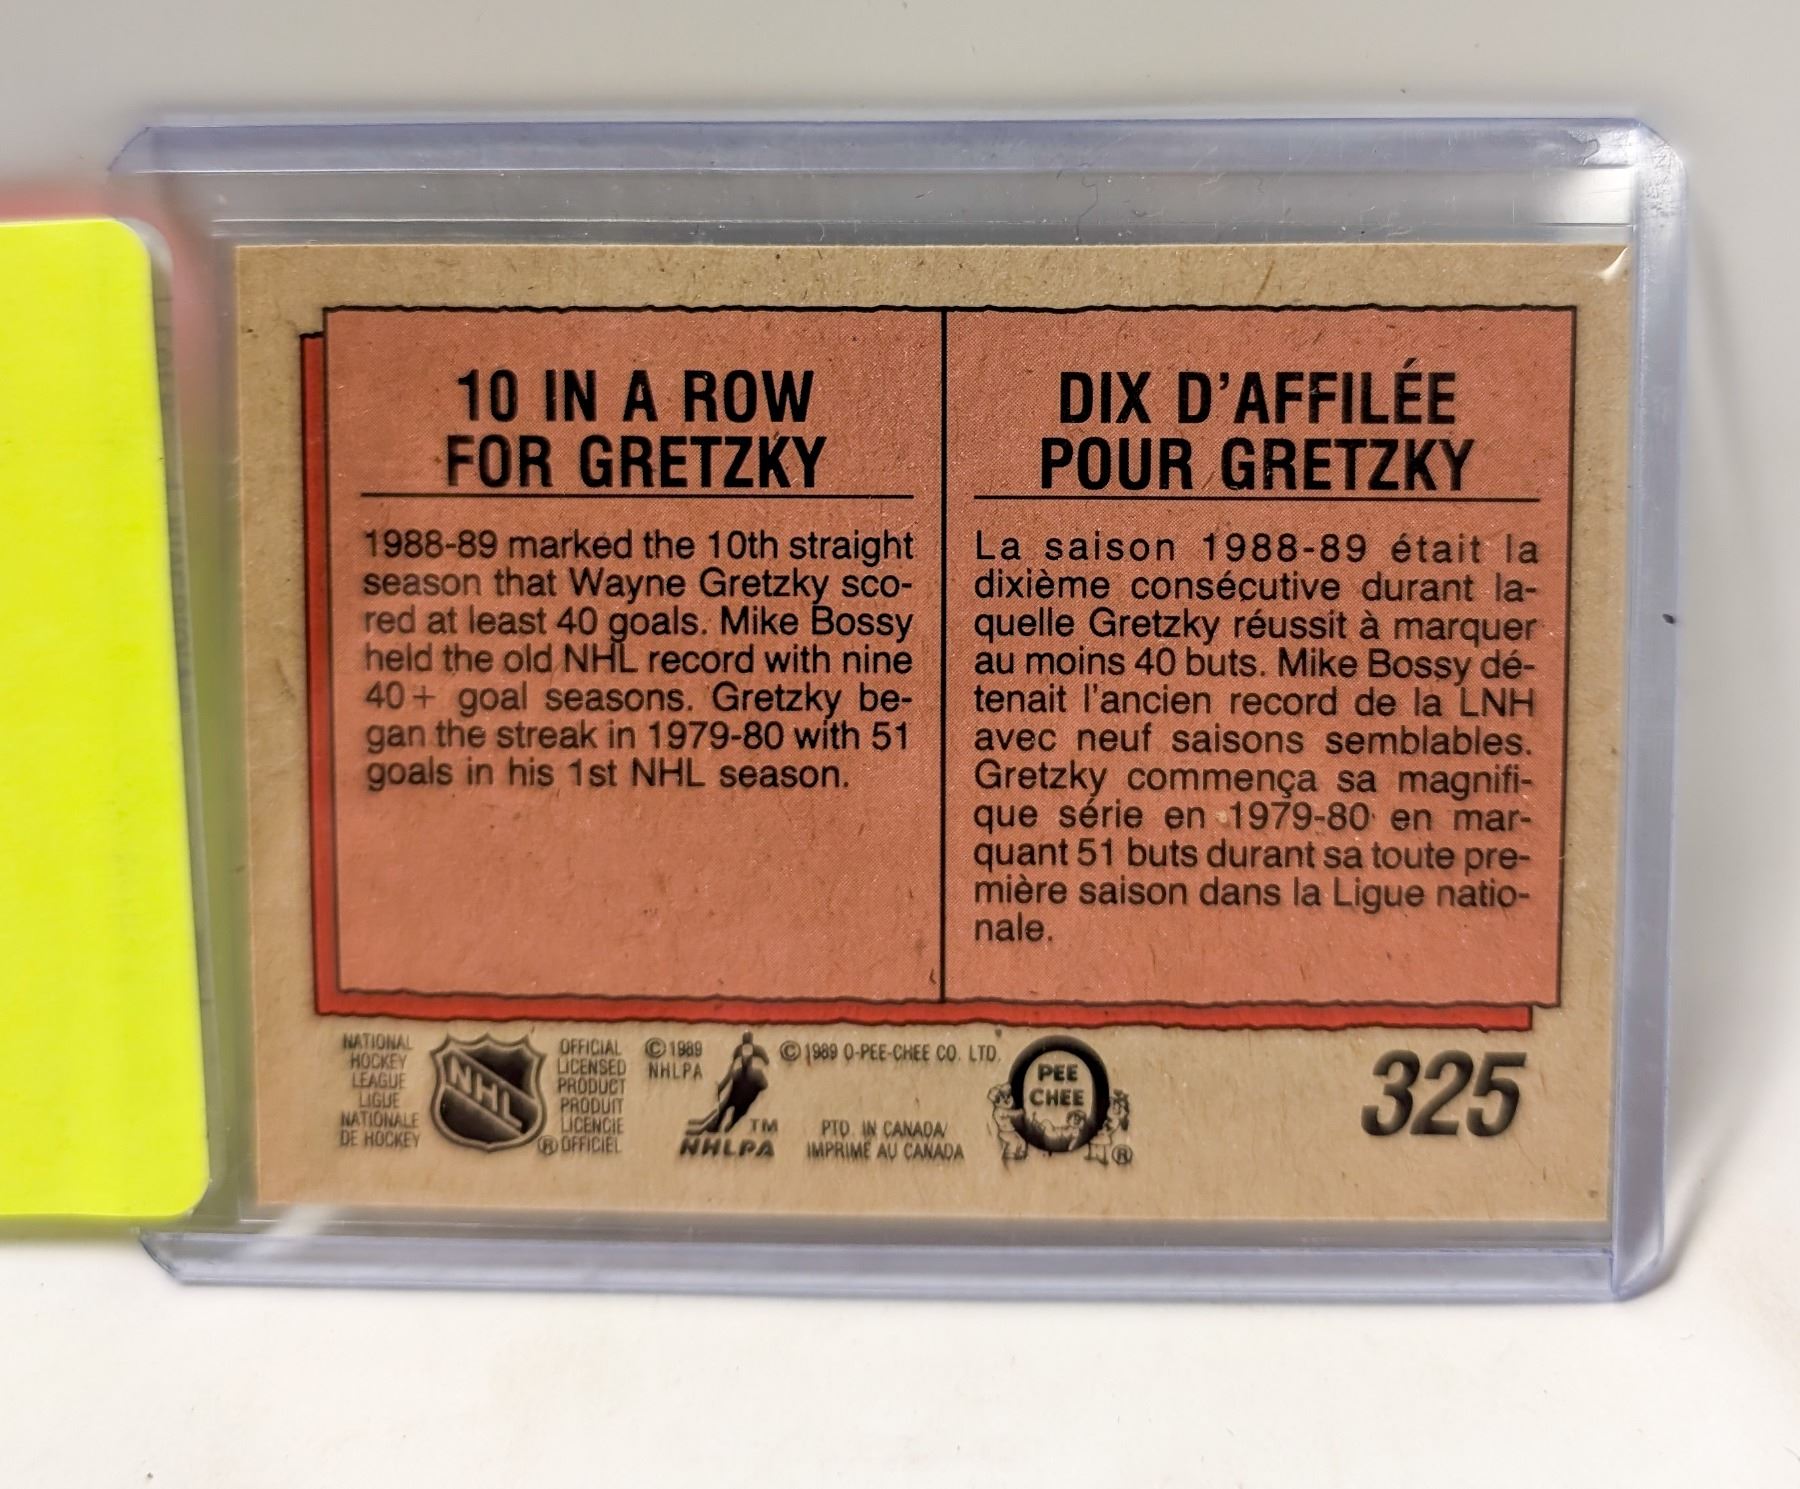 10 IN A ROW
FOR GRETZKY
1988-89 marked the 10th straight
season that Wayne Gretzky sco-
red at least 40 goals. Mike Bossy
held the old NHL record with nine
40+ goal seasons. Gretzky be-
gan the streak in 1979-80 with 51
goals in his 1st NHL season.
DIX D'AFFILÉE
POUR GRETZKY
La saison 1988-89 était la
dixième consécutive durant la-
quelle Gretzky réussit à marquer
au moins 40 buts. Mike Bossy dé-
tenait l'ancien record de la LNH
avec neuf saisons semblables.
Gretzky commença sa magnifi-
que série en 1979-80 en mar-
quant 51 buts durant sa toute pre-
mière saison dans la Ligue natio-
nale.
NATIONAL
HOCKEY
LEAGUE
LIGUE
NATIONALE
DE HOCKEY
NHL
®
OFFICIAL
LICENSED
PRODUCT
PRODUIT
LICENCIE
OFFICIEL
© 1989
NHLPA
TM
NHLPA
© 1989 O-PEE-CHEE CO. LTD.
PTD. IN CANADA/
IMPRIMÉ AU CANADA
PEE
CHEE
®
325